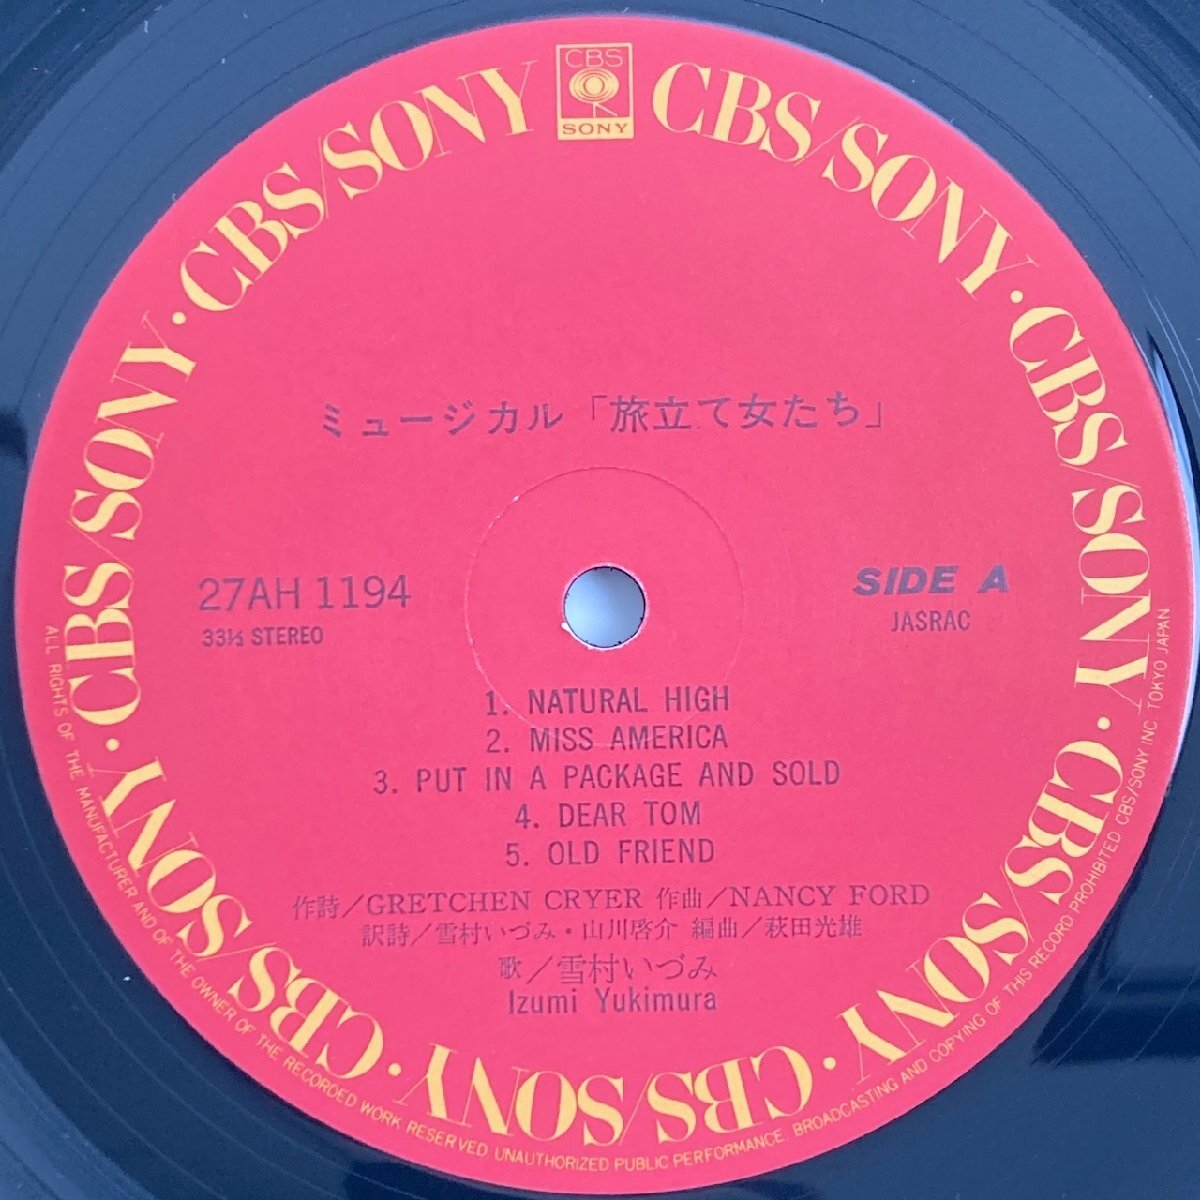 CBS
SONY
CBS/SONY · CBS/SONY · CBS/SONY · CBS/SONY · CBS/SONY · CBS/SONY · CBS/SONY · CBS/SONY
ミュージカル「旅立て女たち」
27AH 1194
33⅓ STEREO
SIDE A
JASRAC
1. NATURAL HIGH
2. MISS AMERICA
3. PUT IN A PACKAGE AND SOLD
4. DEAR TOM
5. OLD FRIEND
作詩/GRETCHEN CRYER 作曲/NANCY FORD
訳詩/雪村いづみ・山川啓介 編曲/萩田光雄
歌/雪村いづみ
Izumi Yukimura
ALL RIGHTS OF THE MANUFACTURER AND OF THE OWNER OF THE RECORDED WORK RESERVED UNAUTHORIZED PUBLIC PERFORMANCE. BROADCASTING AND COPYING OF THIS RECORD PROHIBITED CBS/SONY INC. TOKYO JAPAN